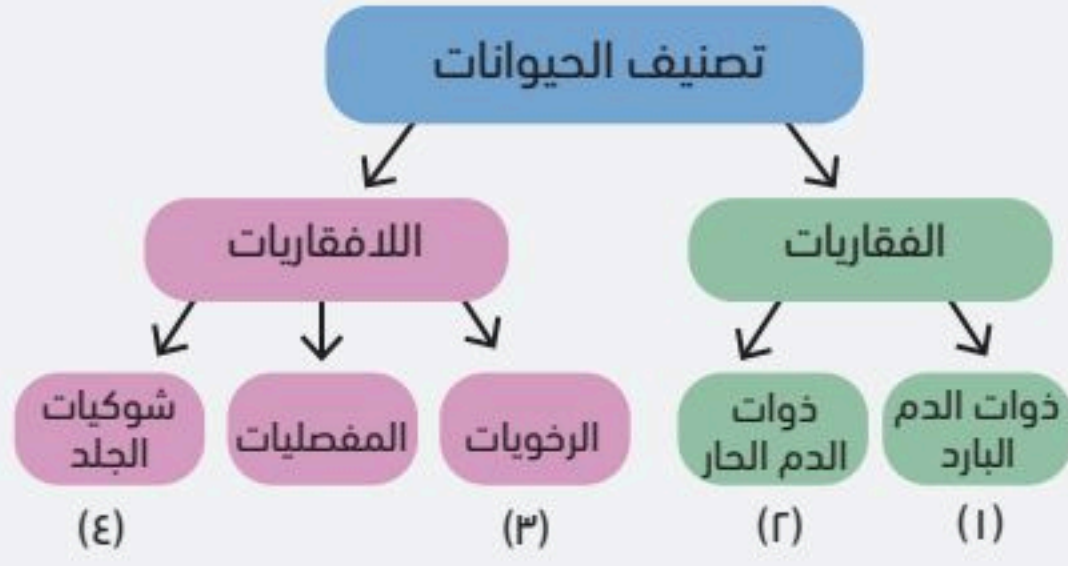 تصنيف الحيوانات
الفقاريات
اللافقاريات
ذوات الدم
البارد
ذوات
الدم الحار
الرخويات
المفصليات
شوكيات
الجلد
(١)
(٢)
(٣)
(٤)